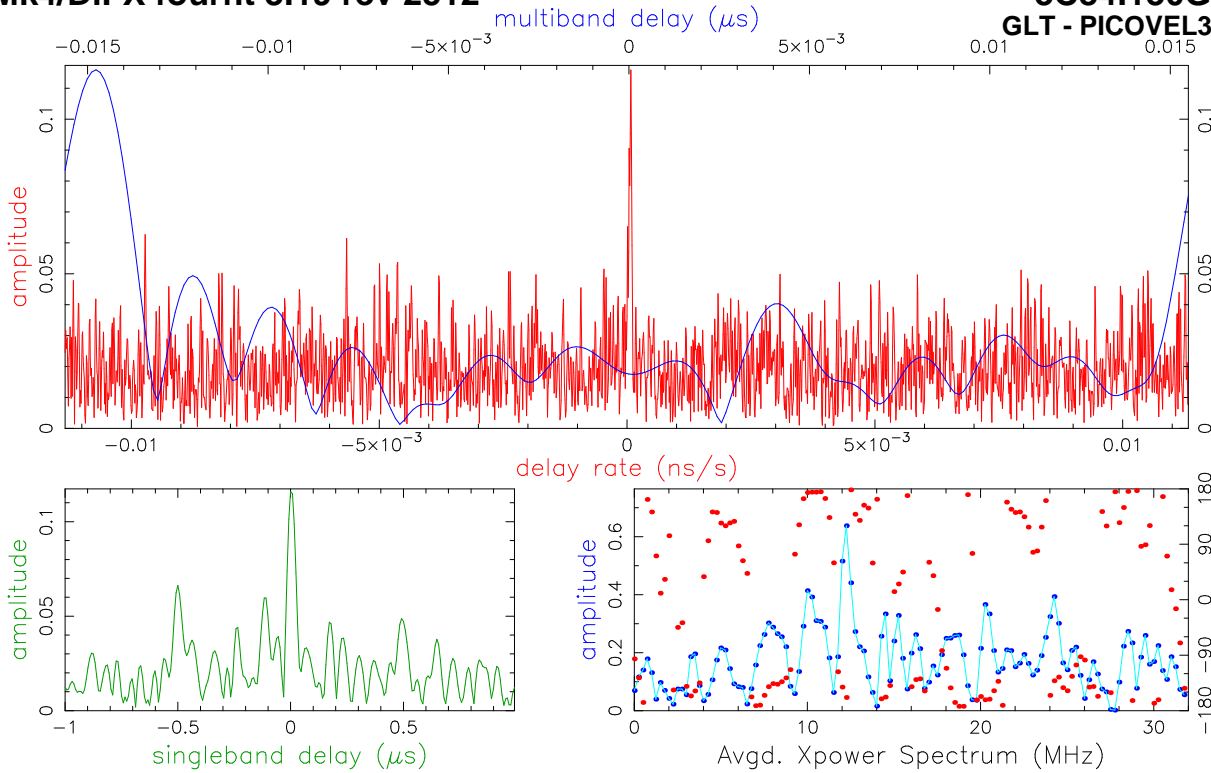 Mk4/DiFX fourfit rev
multiband delay (μs)
GLT - PICOVEL3
−0.015 −0.01 −5×10⁻³ 0 5×10⁻³ 0.01 0.015
amplitude
0 0.05 0.1
0 0.05 0.1
−0.01 −5×10⁻³ 0 5×10⁻³ 0.01
delay rate (ns/s)
amplitude
0 0.05 0.1
−1 −0.5 0 0.5
singleband delay (μs)
amplitude
0 0.2 0.4 0.6
180 90 0 −90 −180
0 10 20 30
Avgd. Xpower Spectrum (MHz)